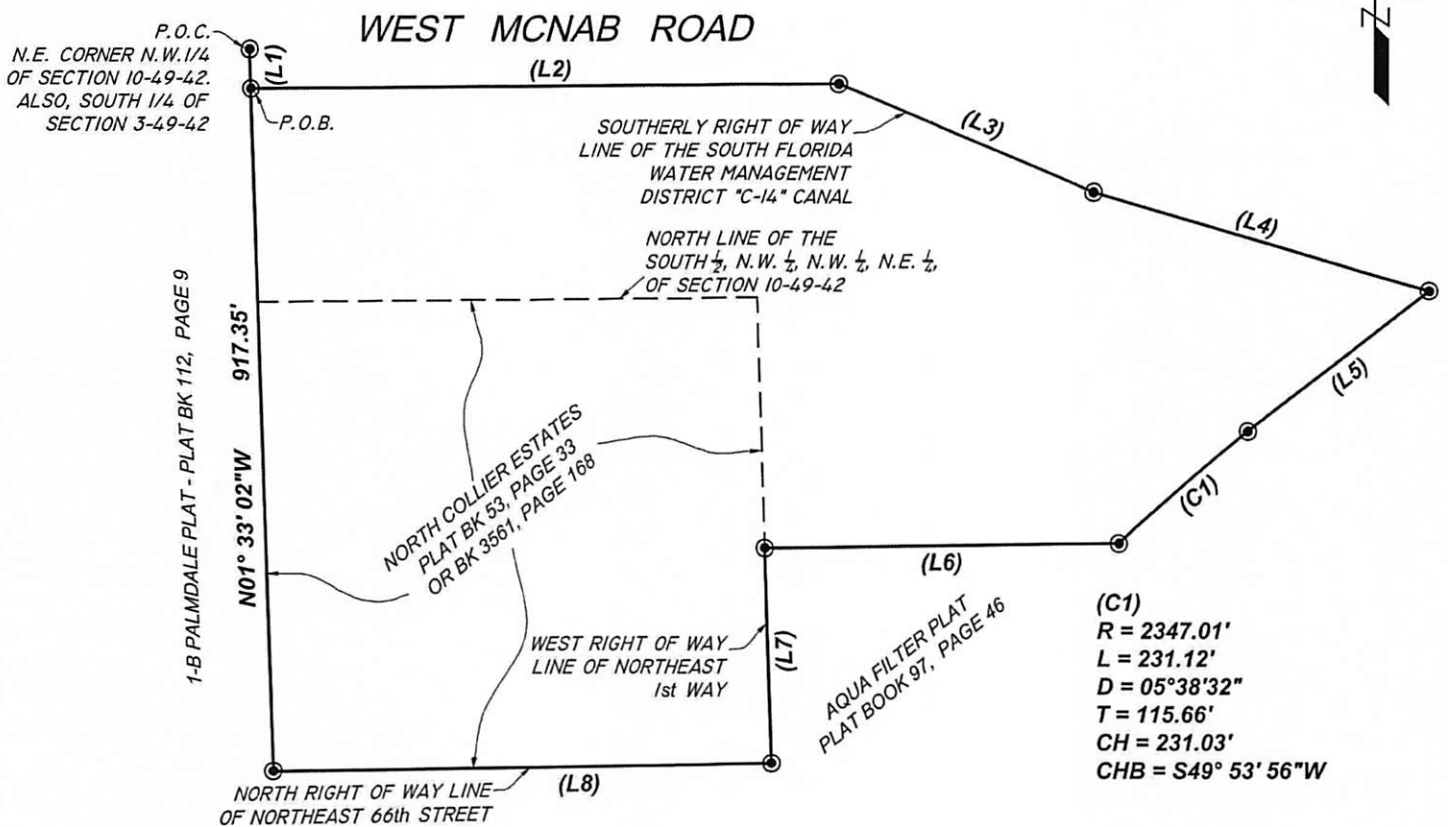 WEST MCNAB ROAD
P.O.C.
N.E. CORNER N.W.1/4
OF SECTION 10-49-42.
ALSO, SOUTH 1/4 OF
SECTION 3-49-42
(L1)
(L2)
P.O.B.
N
SOUTHERLY RIGHT OF WAY
LINE OF THE SOUTH FLORIDA
WATER MANAGEMENT
DISTRICT "C-14" CANAL
(L3)
(L4)
NORTH LINE OF THE
SOUTH 1/2, N.W. 1/4, N.W. 1/4, N.E. 1/4,
OF SECTION 10-49-42
1-B PALMDALE PLAT - PLAT BK 112, PAGE 9
N01° 33' 02"W 917.35'
(L5)
NORTH COLLIER ESTATES
PLAT BK 53, PAGE 33
OR BK 3561, PAGE 168
(C1)
(L6)
WEST RIGHT OF WAY
LINE OF NORTHEAST
1st WAY
(L7)
AQUA FILTER PLAT
PLAT BOOK 97, PAGE 46
(C1)
R = 2347.01'
L = 231.12'
D = 05°38'32"
T = 115.66'
CH = 231.03'
CHB = S49° 53' 56"W
NORTH RIGHT OF WAY LINE
OF NORTHEAST 66th STREET
(L8)